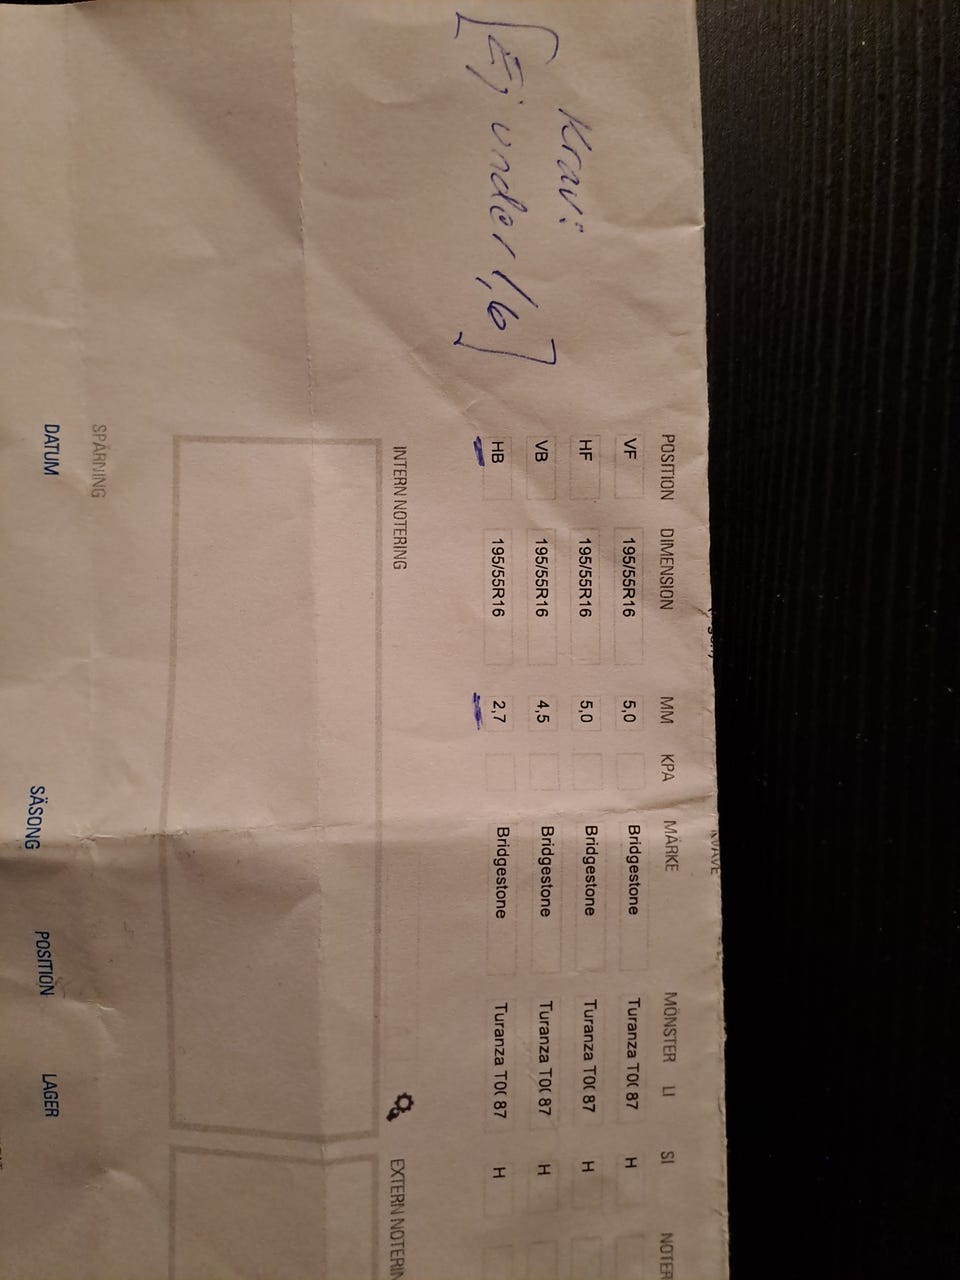 Krav:
[Ej under 1,6]
POSITION DIMENSION MM KPA MÄRKE MÖNSTER LI SI
VF 195/55R16 5,0 Bridgestone Turanza T0( 87 H
HF 195/55R16 5,0 Bridgestone Turanza T0( 87 H
VB 195/55R16 4,5 Bridgestone Turanza T0( 87 H
HB 195/55R16 2,7 Bridgestone Turanza T0( 87 H
INTERN NOTERING EXTERN NOTERIN
SPÅRNING
DATUM SÄSONG POSITION LAGER